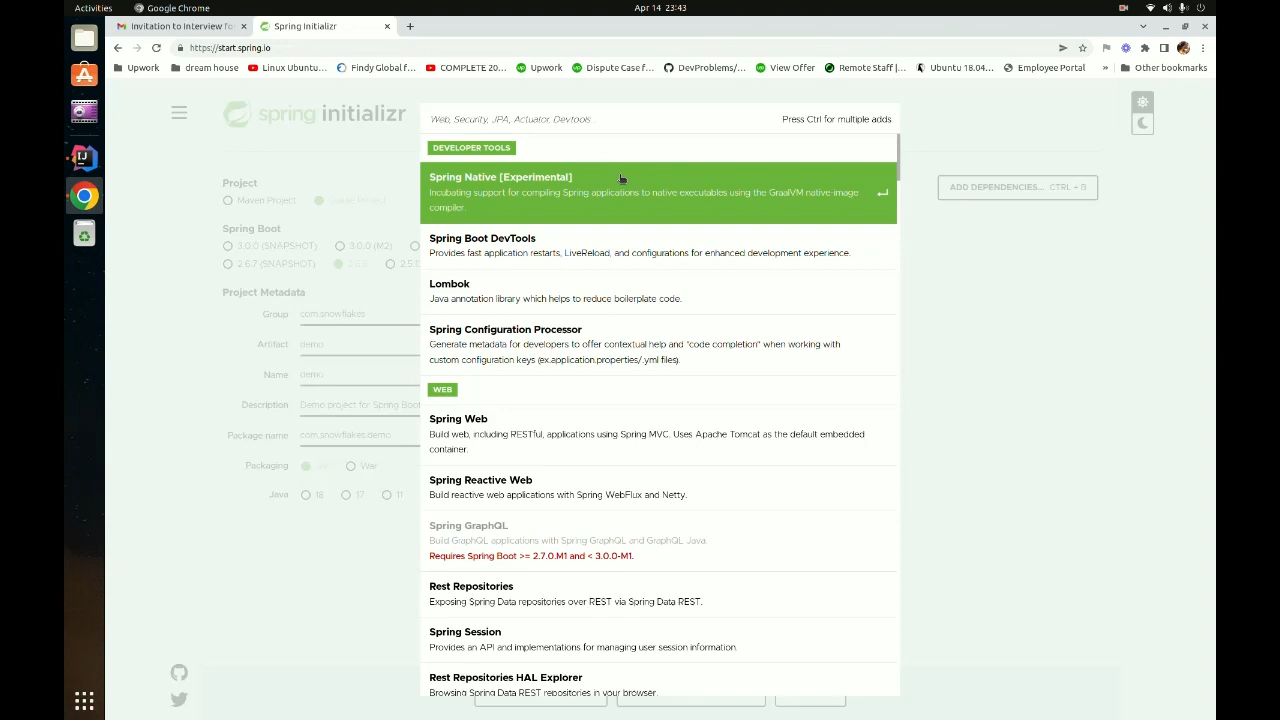 Activities
Google Chrome
Apr 14 23:43
Invitation to Interview fo
Spring Initializr
https://start.spring.io
Upwork
dream house
Linux Ubuntu…
Findy Global f…
COMPLETE 20…
Upwork
Dispute Case f…
DevProblems/…
My Offer
Remote Staff |…
Ubuntu 18.04…
Employee Portal
»
Other bookmarks
spring initializr
Web, Security, JPA, Actuator, Devtools...
ss Ctrl for multiple adds
DEVELOPER TOOLS
Spring Native [Experimental]
Incubating support for compiling Spring applications to native executables using the GraalVM native-image
compiler.
Spring Boot DevTools
Provides fast application restarts, LiveReload, and configurations for enhanced development experience.
Lombok
Java annotation library which helps to reduce boilerplate code.
Spring Configuration Processor
Generate metadata for developers to offer contextual help and "code completion" when working with
custom configuration keys (ex.application.properties/.yml files).
WEB
Spring Web
Build web, including RESTful, applications using Spring MVC. Uses Apache Tomcat as the default embedded
container.
Spring Reactive Web
Build reactive web applications with Spring WebFlux and Netty.
Spring GraphQL
Build GraphQL applications with Spring GraphQL and GraphQL Java.
Requires Spring Boot >= 2.7.0.M1 and < 3.0.0-M1.
Rest Repositories
Exposing Spring Data repositories over REST via Spring Data REST.
Spring Session
Provides an API and implementations for managing user session information.
Rest Repositories HAL Explorer
Browsing Spring Data REST repositories in your browser.
Project
Maven Project
Gradle Project
Spring Boot
3.0.0 (SNAPSHOT)
3.0.0 (M2)
2.6.7 (SNAPSHOT)
2.6.6
2.5.
Project Metadata
Group
com.snowflakes
Artifact
demo
Name
demo
Description
Demo project for Spring Boot
Package name
com.snowflakes.demo
Packaging
Jar
War
Java
18
17
11
ADD DEPENDENCIES... CTRL + B